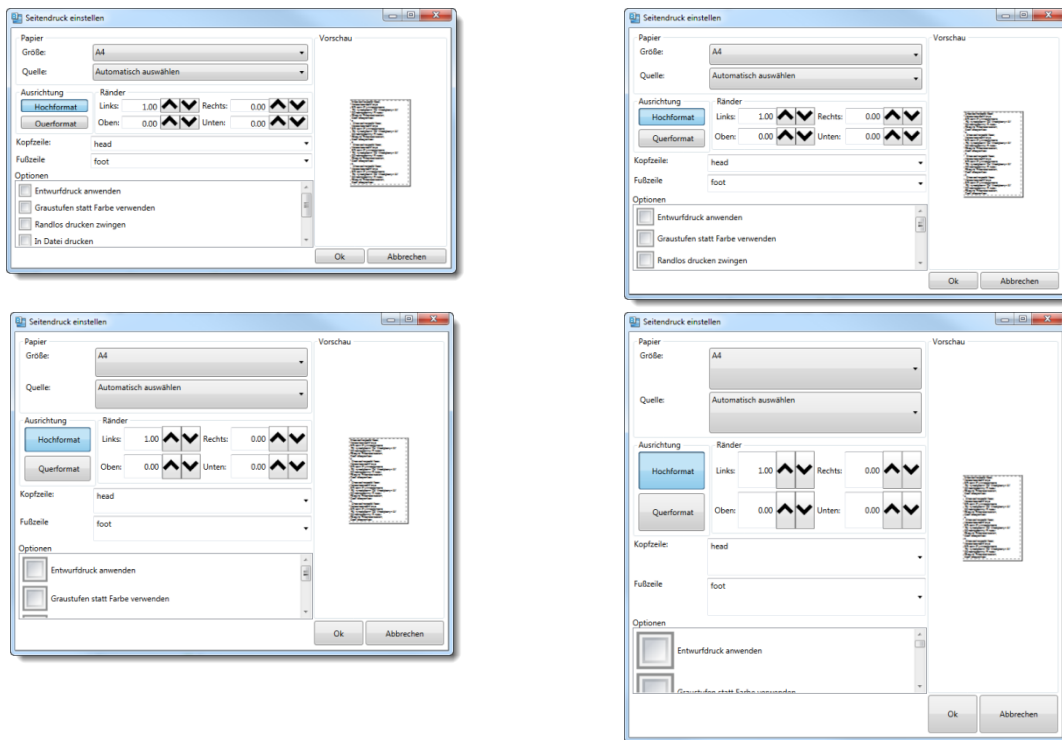 Seitendruck einstellen
Papier
Größe: A4
Quelle: Automatisch auswählen
Ausrichtung Ränder
Hochformat Links: 1.00 Rechts: 0.00
Querformat Oben: 0.00 Unten: 0.00
Kopfzeile: head
Fußzeile foot
Optionen
Entwurfdruck anwenden
Graustufen statt Farbe verwenden
Randlos drucken zwingen
In Datei drucken
Vorschau
Ok Abbrechen
Seitendruck einstellen
Papier
Größe: A4
Quelle: Automatisch auswählen
Ausrichtung Ränder
Hochformat Links: 1.00 Rechts: 0.00
Querformat Oben: 0.00 Unten: 0.00
Kopfzeile: head
Fußzeile foot
Optionen
Entwurfdruck anwenden
Graustufen statt Farbe verwenden
Randlos drucken zwingen
Vorschau
Ok Abbrechen
Seitendruck einstellen
Papier
Größe: A4
Quelle: Automatisch auswählen
Ausrichtung Ränder
Hochformat Links: 1.00 Rechts: 0.00
Querformat Oben: 0.00 Unten: 0.00
Kopfzeile: head
Fußzeile foot
Optionen
Entwurfdruck anwenden
Graustufen statt Farbe verwenden
Vorschau
Ok Abbrechen
Seitendruck einstellen
Papier
Größe: A4
Quelle: Automatisch auswählen
Ausrichtung Ränder
Hochformat Links: 1.00 Rechts: 0.00
Querformat Oben: 0.00 Unten: 0.00
Kopfzeile: head
Fußzeile foot
Optionen
Entwurfdruck anwenden
Graustufen statt Farbe verwenden
Vorschau
Ok Abbrechen